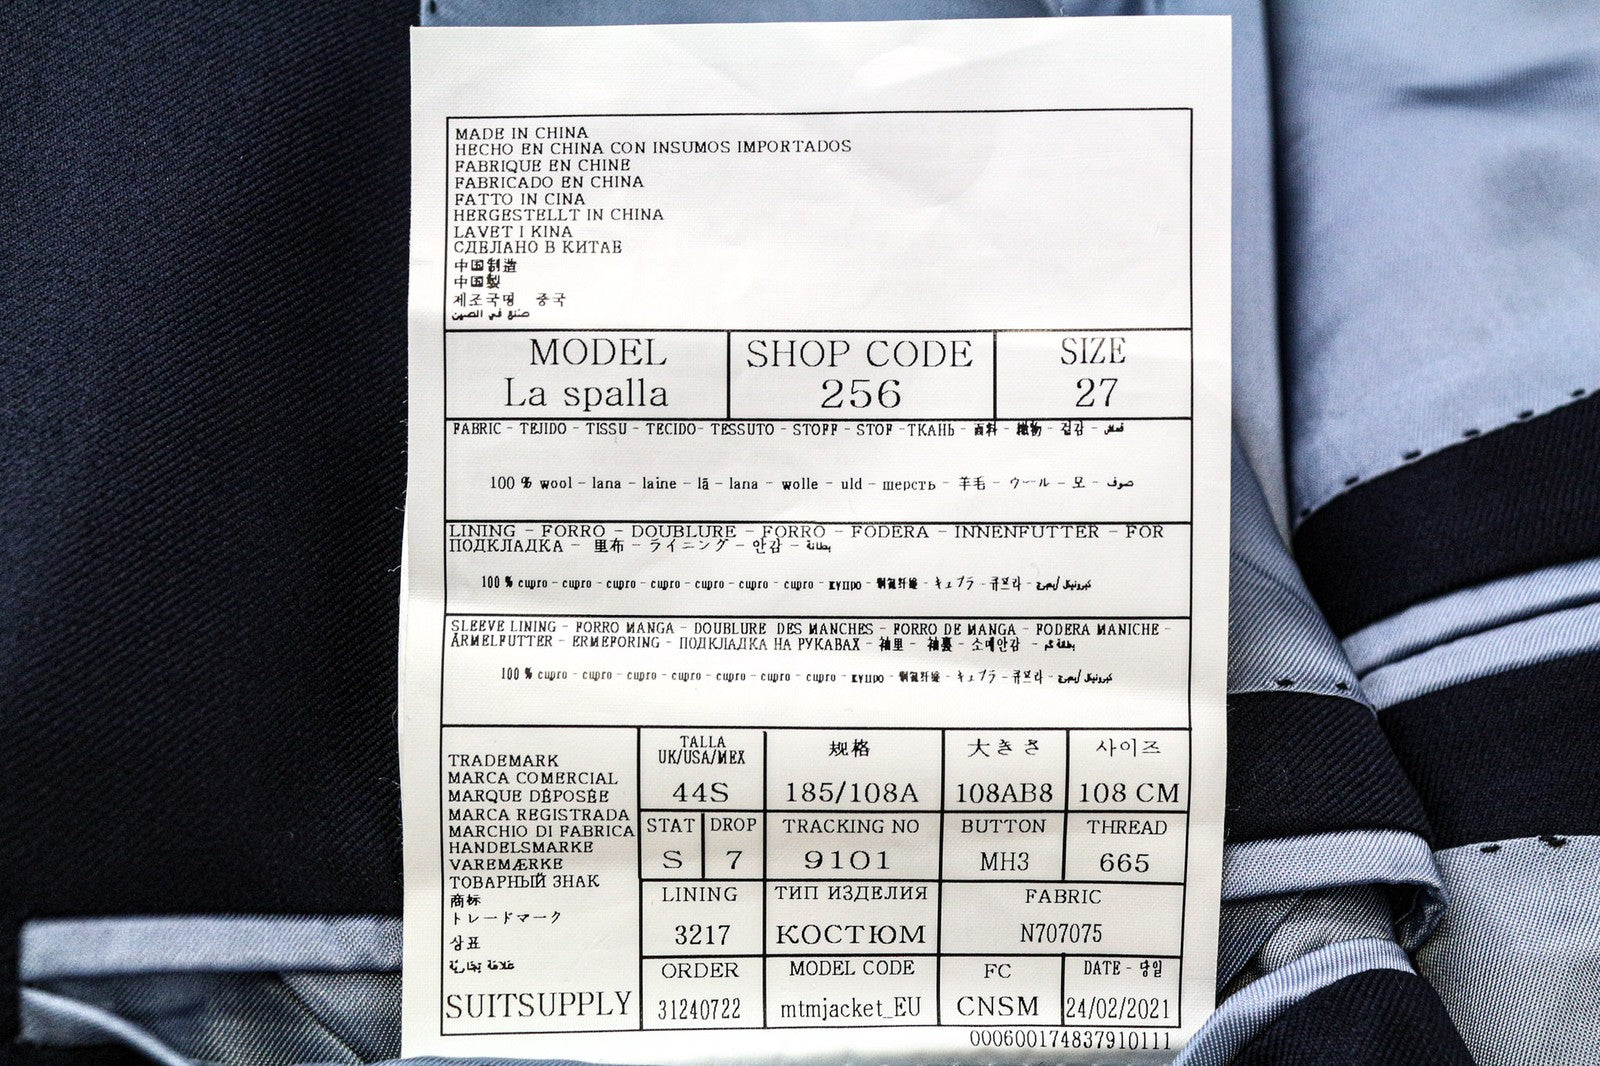 MADE IN CHINA
HECHO EN CHINA CON INSUMOS IMPORTADOS
FABRIQUE EN CHINE
FABRICADO EN CHINA
FATTO IN CINA
HERGESTELLT IN CHINA
LAVET I KINA
СДЕЛАНО В КИТАЕ
中国制造
中国製
제조국명 중국
صنع في الصين
MODEL
La spalla
SHOP CODE
256
SIZE
27
FABRIC - TEJIDO - TISSU - TECIDO- TESSUTO - STOFF - STOF -ТКАНЬ - 面料 - 織物 - 겉감 - قماش
100 % wool - lana - laine - lã - lana - wolle - uld - шерсть - 羊毛 - ウール - 모 - صوف
LINING - FORRO - DOUBLURE - FORRO - FODERA - INNENFUTTER - FOR
ПОДКЛАДКА - 里布 - ライニング - 안감 - بطانة
100 % cupro - cupro - cupro - cupro - cupro - cupro - cupro - купро - 铜氨纤维 - キュプラ - 큐프라 -
SLEEVE LINING - FORRO MANGA - DOUBLURE DES MANCHES - FORRO DE MANGA - FODERA MANICHE -
ÄRMELFUTTER - ERMEFORING - ПОДКЛАДКА НА РУКАВАХ - 袖里 - 袖裏 - 소매안감 - بطانة كم
100 % cupro - cupro - cupro - cupro - cupro - cupro - cupro - купро - 铜氨纤维 - キュプラ - 큐프라 -
TRADEMARK
MARCA COMERCIAL
MARQUE DÉPOSÉE
MARCA REGISTRADA
MARCHIO DI FABRICA
HANDELSMARKE
VAREMÆRKE
ТОВАРНЫЙ ЗНАК
商标
トレードマーク
상표
علامة تجارية
SUITSUPPLY
TALLA
UK/USA/MEX
44S
规格
185/108A
大きさ
108AB8
사이즈
108 CM
STAT
S
DROP
7
TRACKING NO
9101
BUTTON
MH3
THREAD
665
LINING
3217
ТИП ИЗДЕЛИЯ
КОСТЮМ
FABRIC
N707075
ORDER
31240722
MODEL CODE
mtmjacket_EU
FC
CNSM
DATE - 당일
24/02/2021
000600174837910111